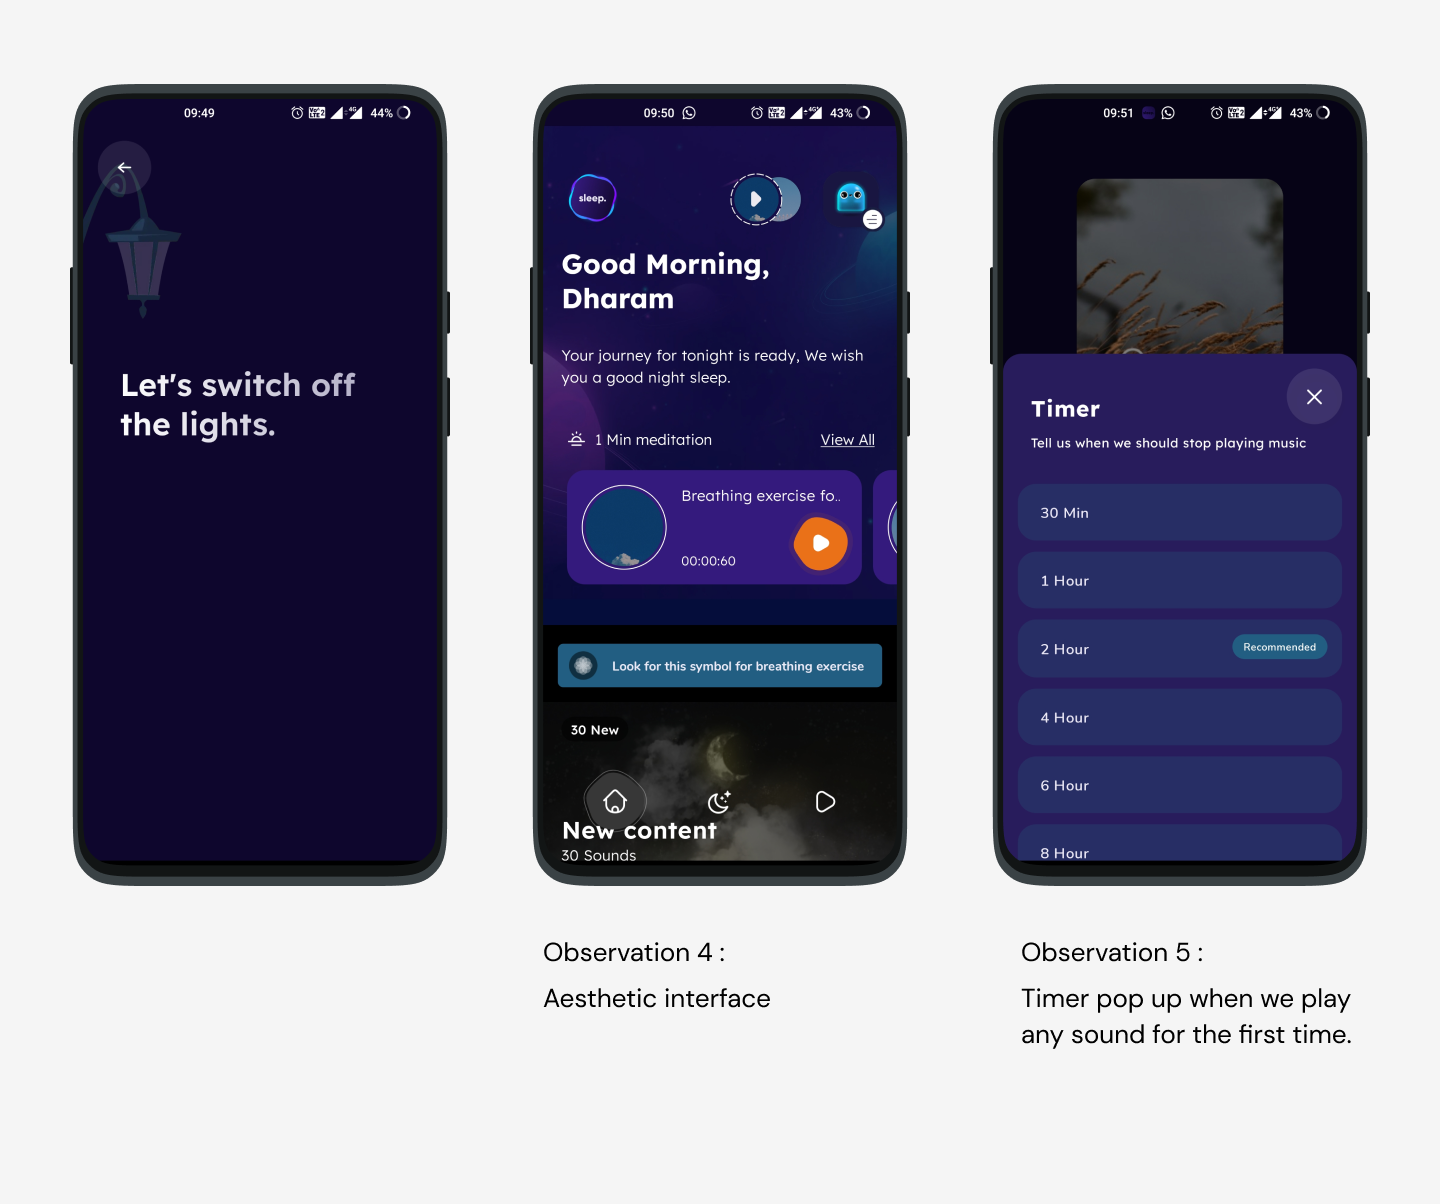 09:49
44%
Let's switch off
the lights.
09:50
4G
43%
sleep.
Good Morning,
Dharam
Your journey for tonight is ready, We wish
you a good night sleep.
1 Min meditation
View All
Breathing exercise fo..
00:00:60
Look for this symbol for breathing exercise
30 New
New content
30 Sounds
09:51
4G
43%
Timer
Tell us when we should stop playing music
30 Min
1 Hour
2 Hour
Recommended
4 Hour
6 Hour
8 Hour
Observation 4 :
Aesthetic interface
Observation 5 :
Timer pop up when we play
any sound for the first time.